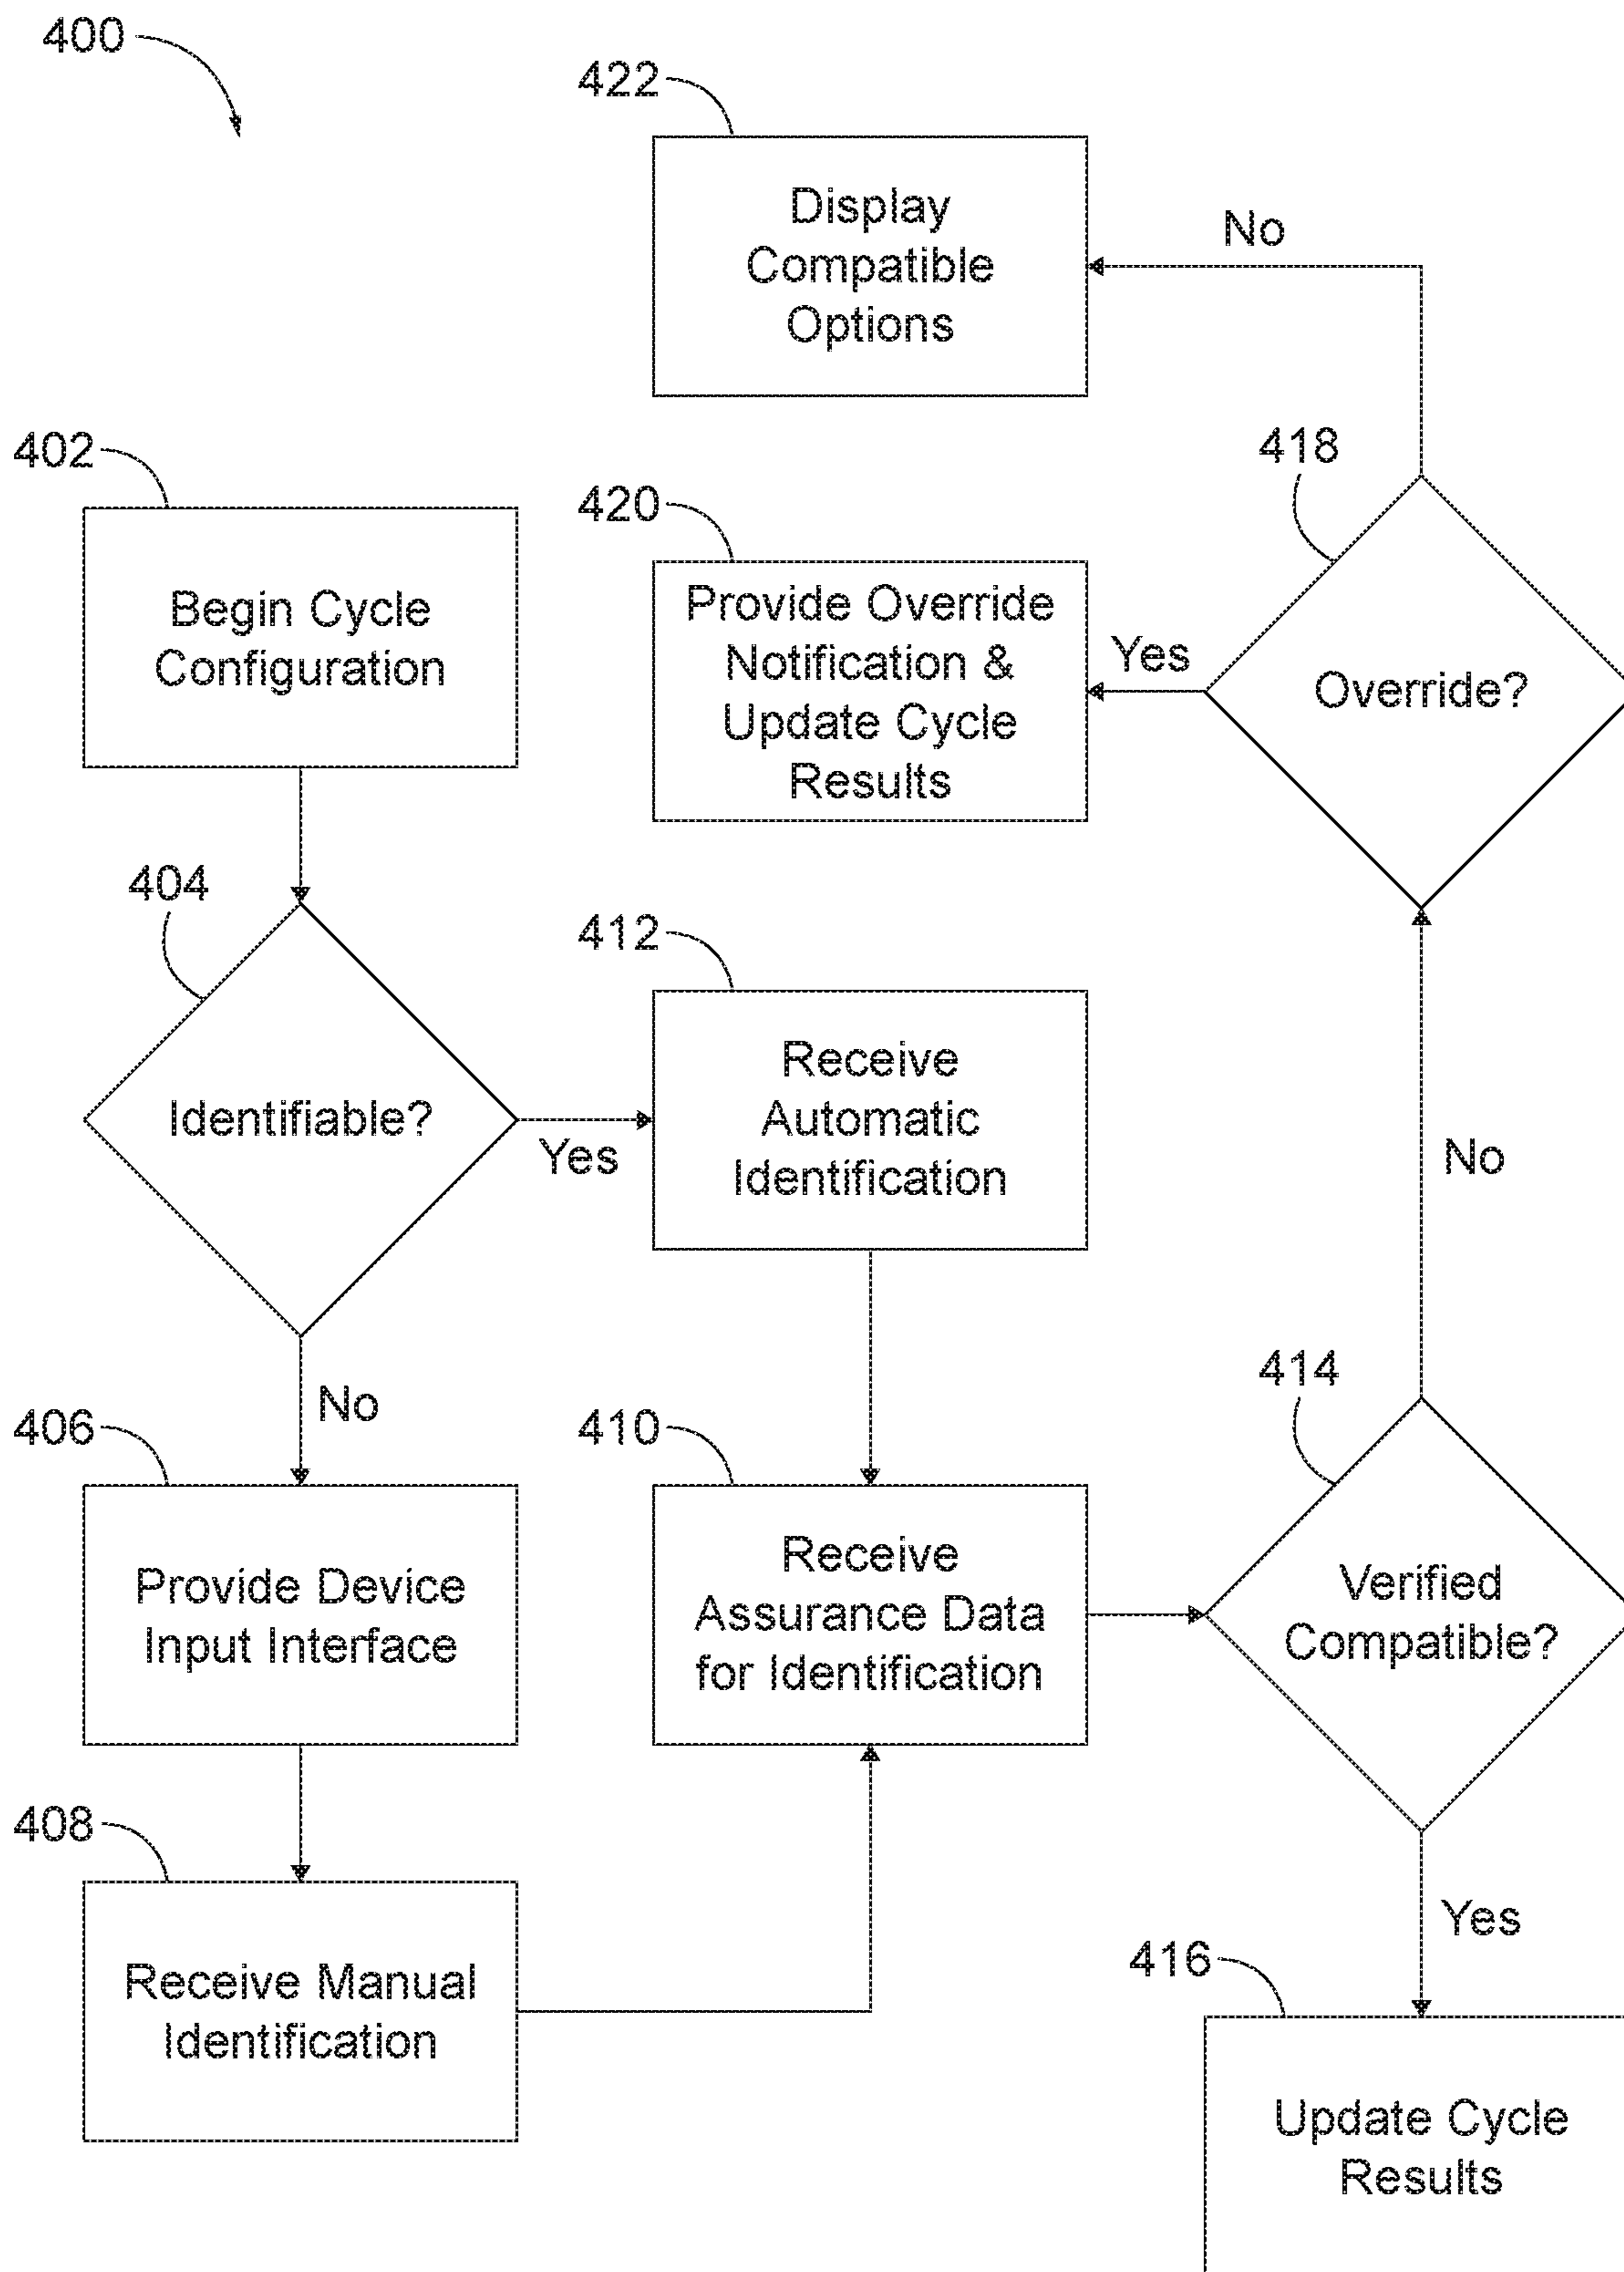 400
422
Display
Compatible
Options
No
402
Begin Cycle
Configuration
420
Provide Override
Notification &
Update Cycle
Results
Yes
418
Override?
404
Identifiable?
Yes
412
Receive
Automatic
Identification
No
No
406
Provide Device
Input Interface
410
Receive
Assurance Data
for Identification
414
Verified
Compatible?
408
Receive Manual
Identification
Yes
416
Update Cycle
Results